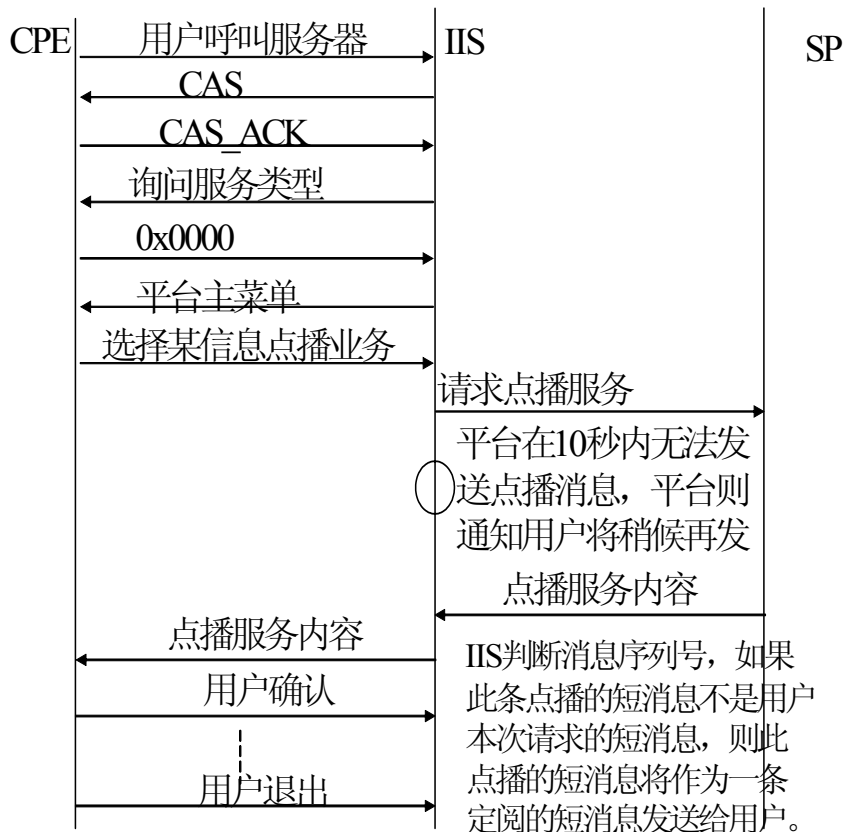 CPE
用户呼叫服务器
IIS
SP
CAS
CAS_ACK
询问服务类型
0x0000
平台主菜单
选择某信息点播业务
请求点播服务
平台在10秒内无法发
送点播消息，平台则
通知用户将稍候再发
点播服务内容
点播服务内容
用户确认
用户退出
IIS判断消息序列号，如果
此条点播的短消息不是用户
本次请求的短消息，则此
点播的短消息将作为一条
定阅的短消息发送给用户。